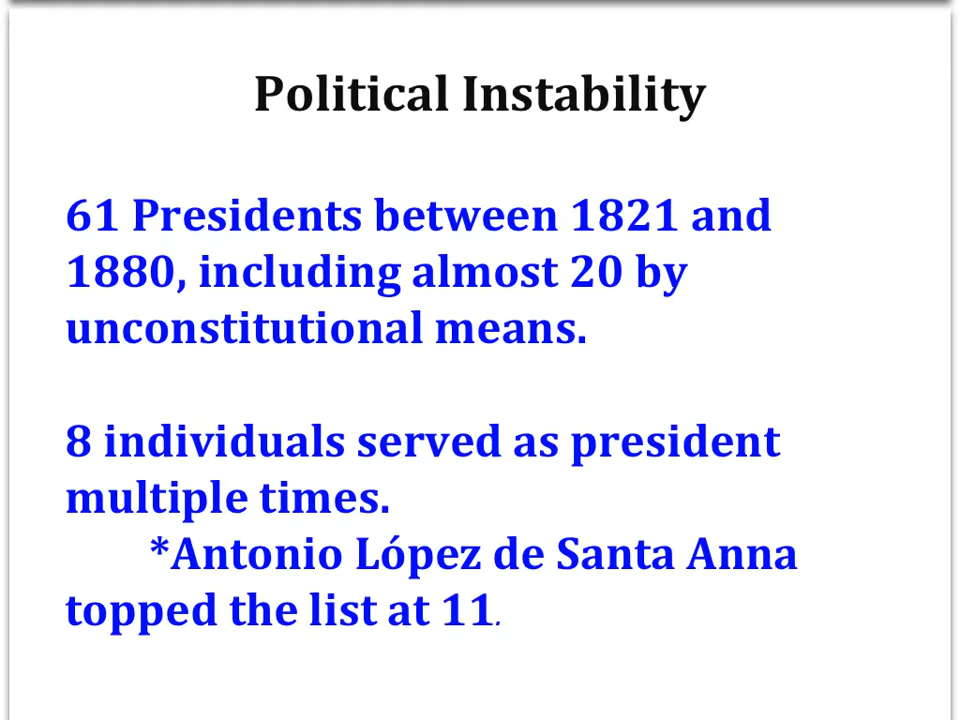 Political Instability
61 Presidents between 1821 and
1880, including almost 20 by
unconstitutional means.
8 individuals served as president
multiple times.
*Antonio López de Santa Anna
topped the list at 11.